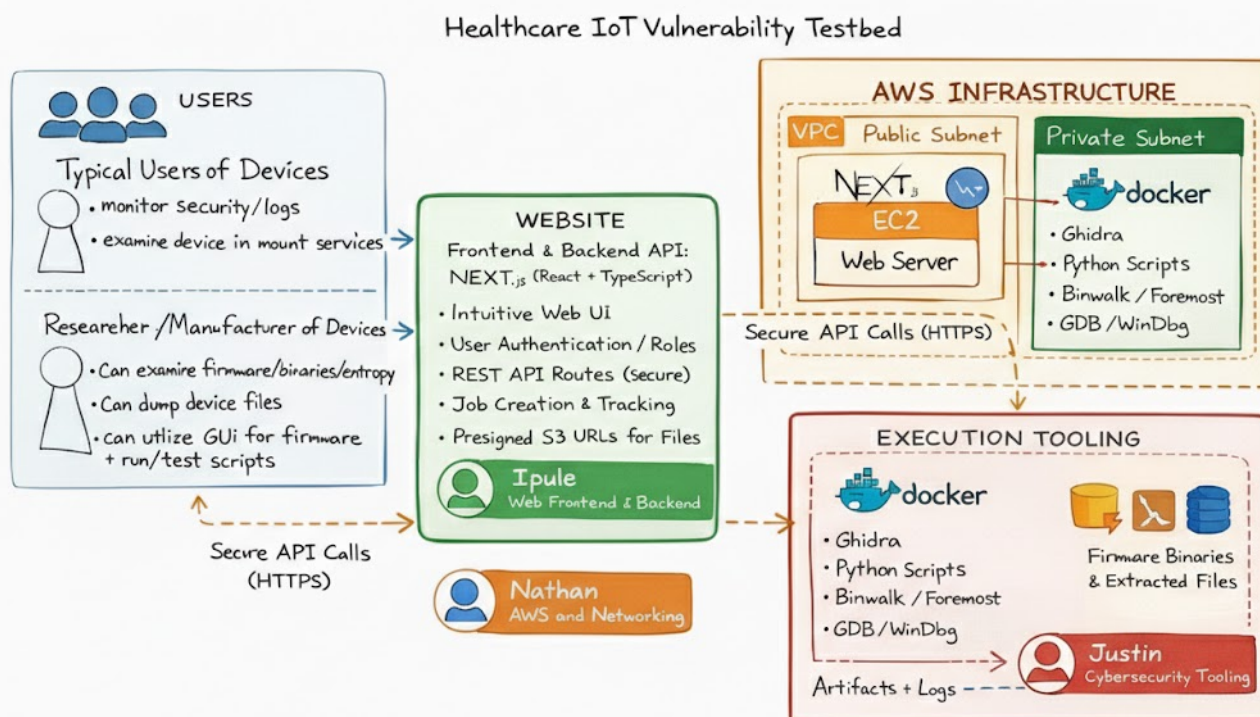 Healthcare IoT Vulnerability Testbed
USERS
Typical Users of Devices
• monitor security/logs
• examine device in mount services
Researeher/Manufacturer of Devices
• Can examine firmware/binaries/entropy
• Can dump device files
• can utlize GUi for firmware
+ run/test scripts
Secure API Calls
(HTTPS)
WEBSITE
Frontend & Backend API:
NEXT.js (React + TypeScript)
• Intuitive Web UI
• User Authentication / Roles
• REST API Routes (secure)
• Job Creation & Tracking
• Presigned S3 URLs for Files
Ipule
Web Frontend & Backend
Nathan
AWS and Networking
AWS INFRASTRUCTURE
VPC
Public Subnet
NEXT.js
EC2
Web Server
Private Subnet
docker
• Ghidra
• Python Scripts
• Binwalk / Foremost
• GDB/WinDbg
Secure API Calls (HTTPS)
EXECUTION TOOLING
docker
• Ghidra
• Python Scripts
• Binwalk / Foremost
• GDB/WinDbg
Firmware Binaries
& Extracted Files
Justin
Cybersecurity Tooling
Artifacts + Logs